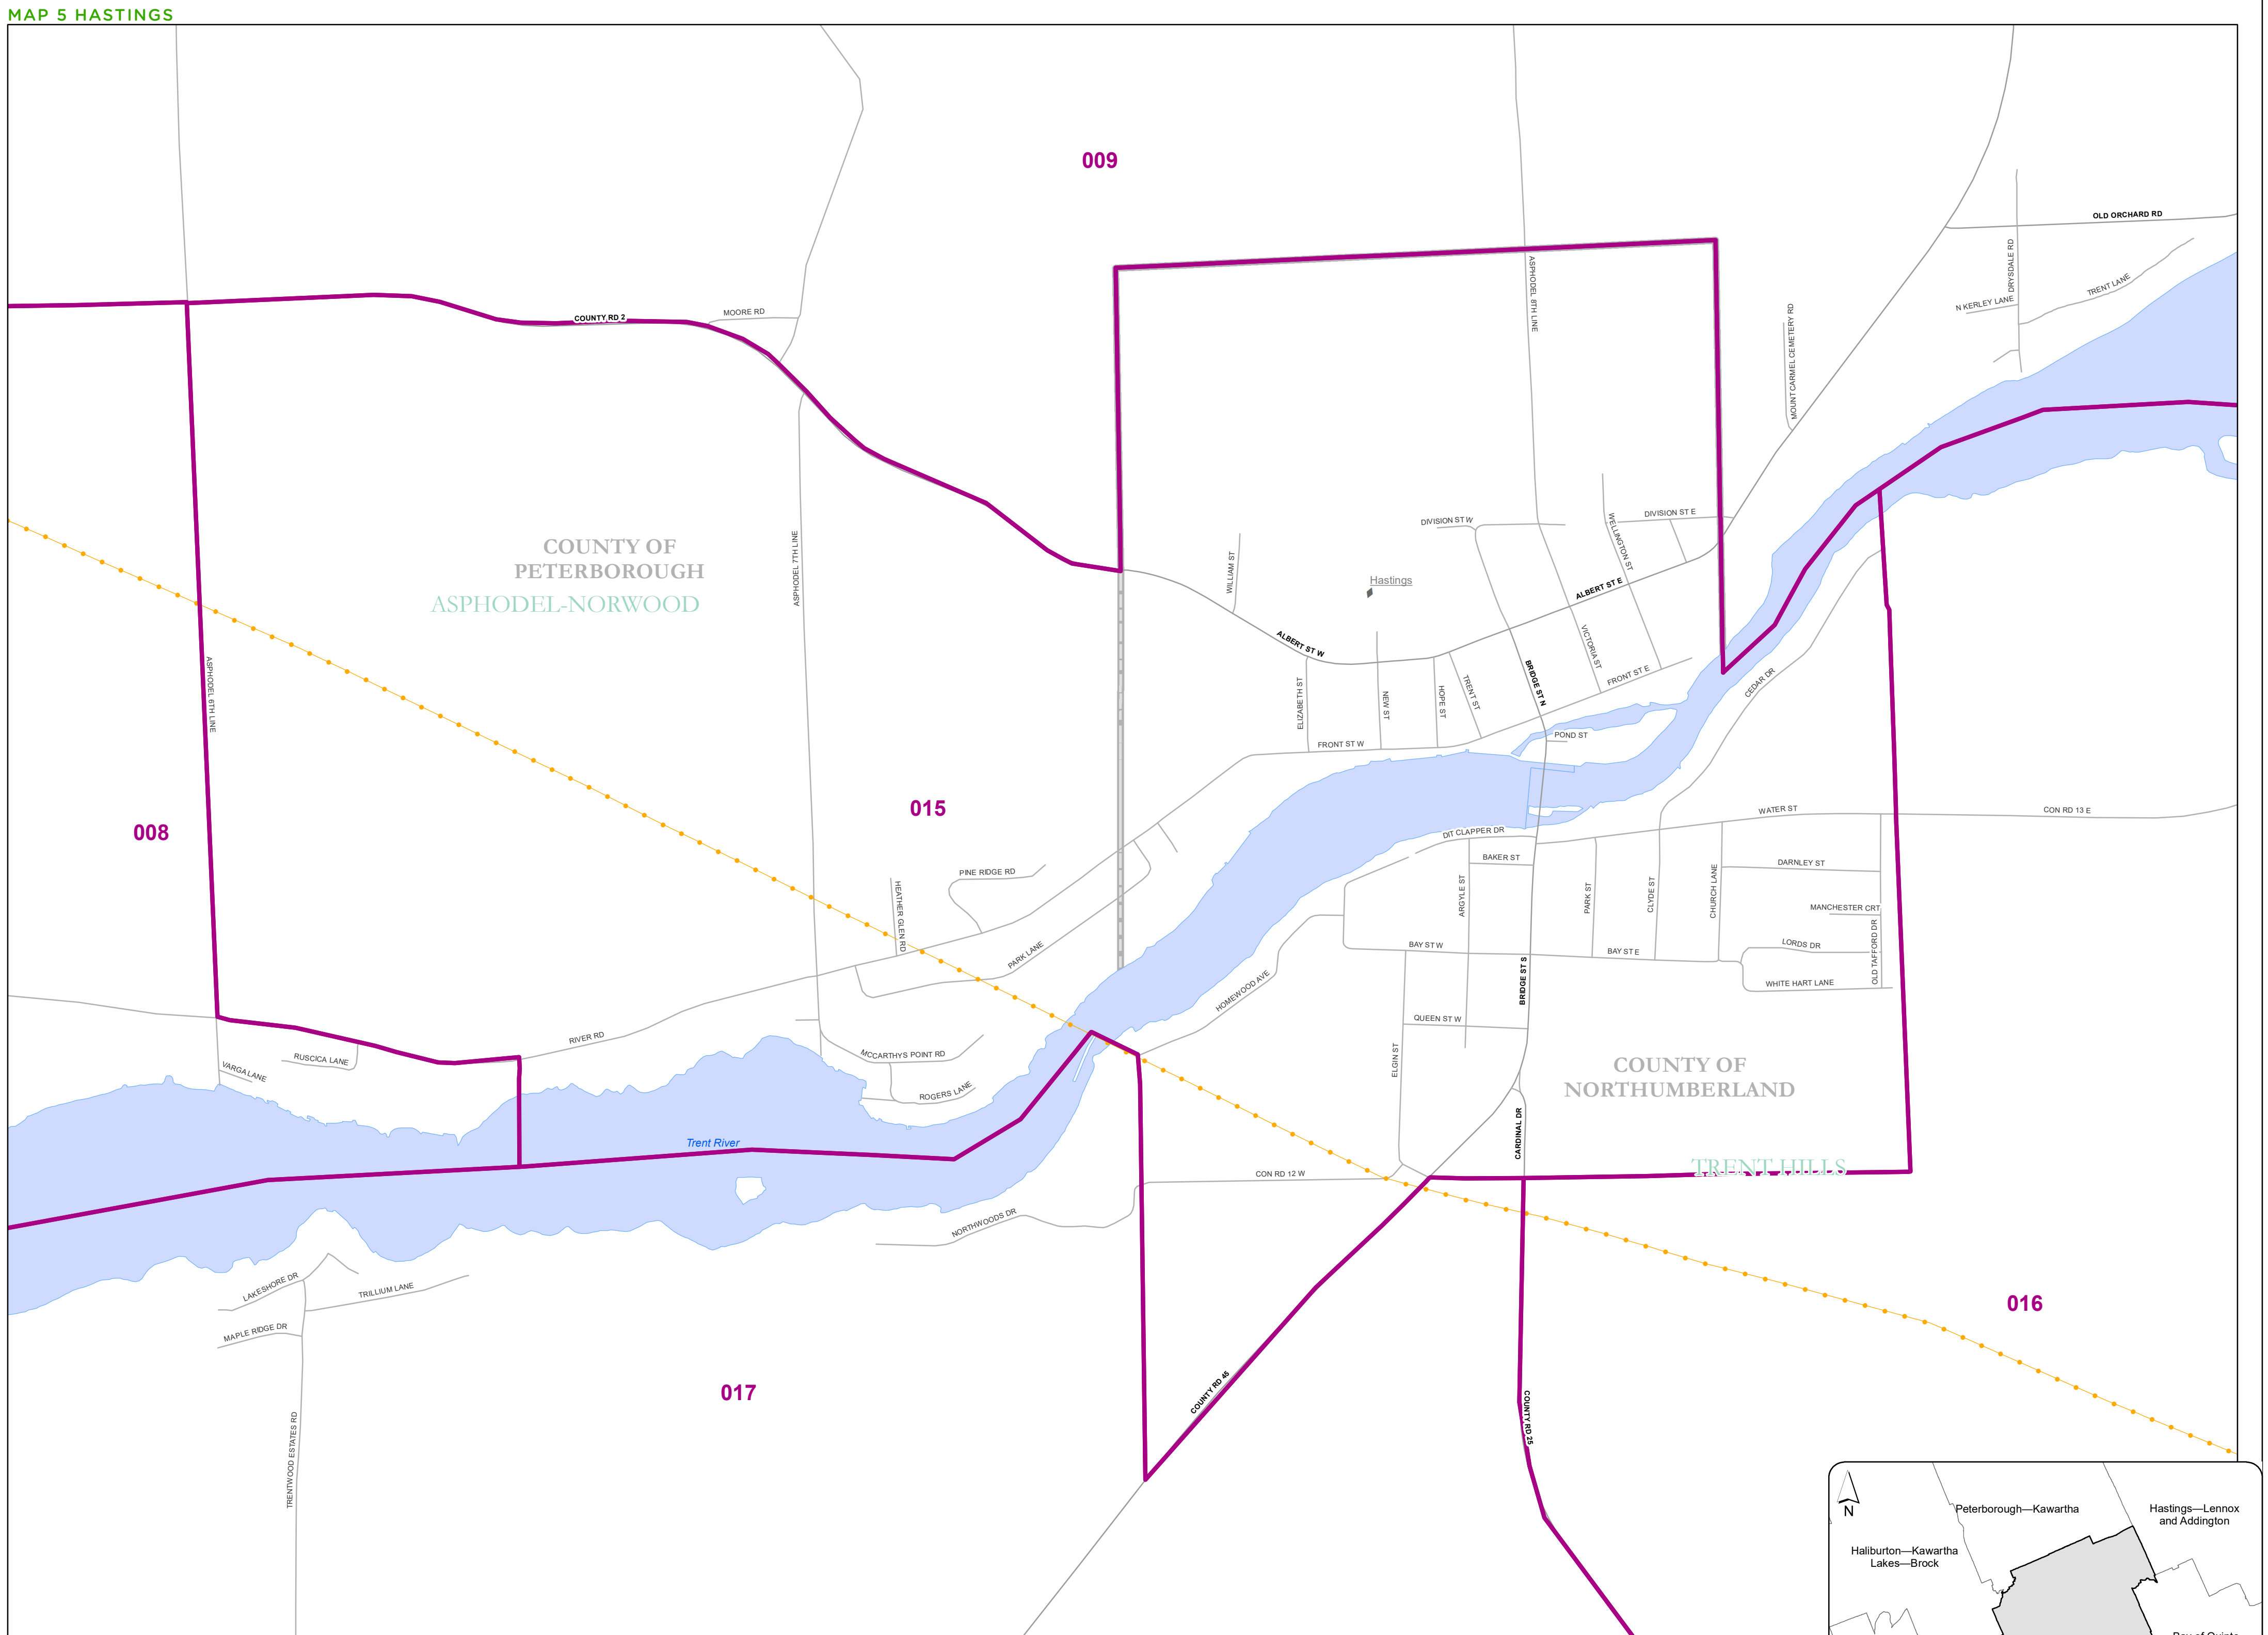 MAP 5 HASTINGS
009
OLD ORCHARD RD
DRYSDALE RD
TRENT LANE
N KERLEY LANE
MOORE RD
COUNTY RD 2
ASPHODEL 8TH LINE
MOUNT CARMEL CEMETERY RD
COUNTY OF
PETERBOROUGH
ASPHODEL-NORWOOD
ASPHODEL 7TH LINE
DIVISION ST W
DIVISION ST E
WELLINGTON ST
WILLIAM ST
Hastings
ALBERT ST E
ALBERT ST W
VICTORIA ST
BRIDGE ST N
FRONT ST E
ASPHODEL 6TH LINE
ELIZABETH ST
NEW ST
HOPE ST
TRENT ST
CEDAR DR
FRONT ST W
POND ST
015
008
WATER ST
CON RD 13 E
DIT CLAPPER DR
BAKER ST
DARNLEY ST
PINE RIDGE RD
HEATHER GLEN RD
ARGYLE ST
PARK ST
CLYDE ST
CHURCH LANE
MANCHESTER CRT
PARK LANE
BAY ST W
BAY ST E
LORDS DR
OLD TAFFORD DR
WHITE HART LANE
HOMEWOOD AVE
BRIDGE ST S
QUEEN ST W
RIVER RD
MCCARTHYS POINT RD
RUSCICA LANE
VARGA LANE
ROGERS LANE
ELGIN ST
COUNTY OF
NORTHUMBERLAND
CARDINAL DR
Trent River
TRENT HILLS
CON RD 12 W
NORTHWOODS DR
LAKESHORE DR
TRILLIUM LANE
MAPLE RIDGE DR
016
017
COUNTY RD 45
COUNTY RD 25
TRENTWOOD ESTATES RD
N
Peterborough—Kawartha
Hastings—Lennox
and Addington
Haliburton—Kawartha
Lakes—Brock